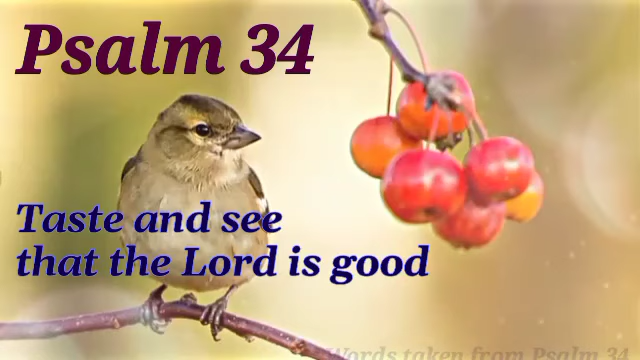 Psalm 34
Taste and see
that the Lord is good
Words taken from Psalm 34